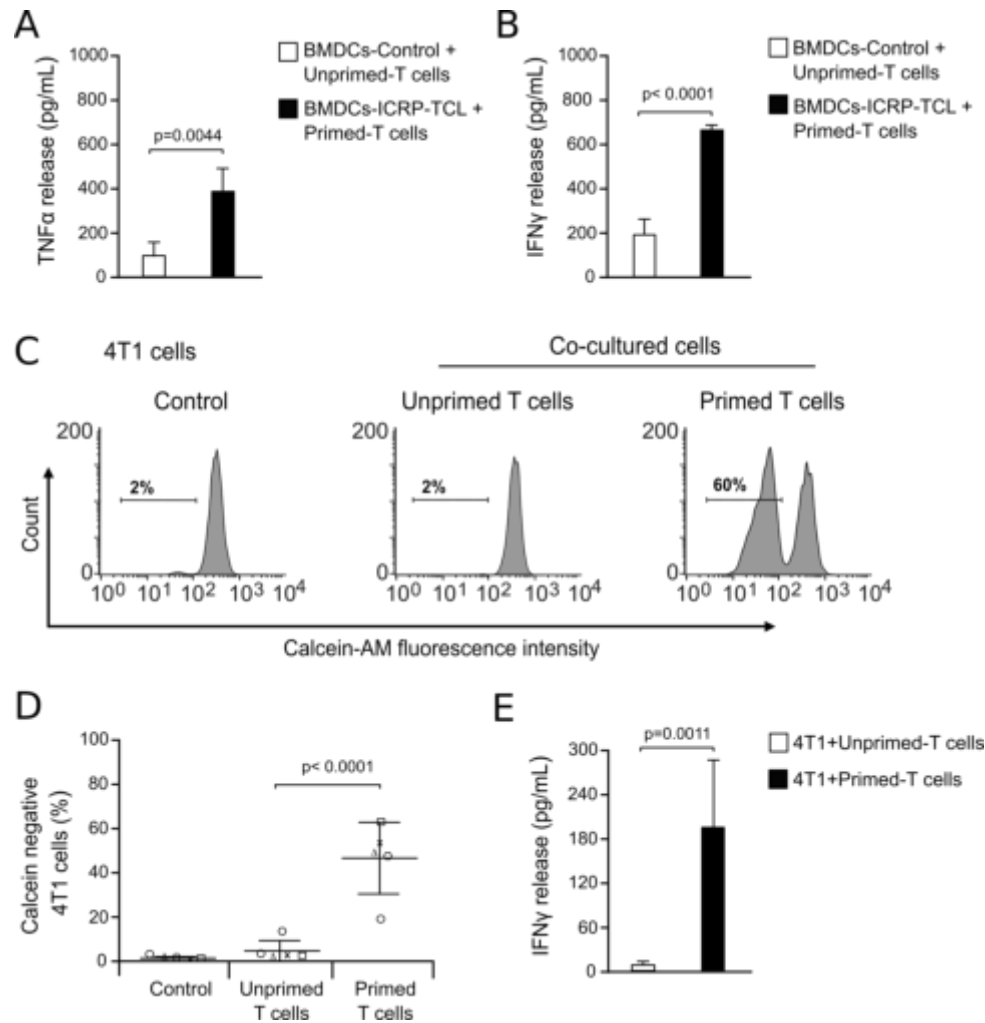 A
TNFα release (pg/mL)
1000
800
600
400
200
0
p=0.0044
BMDCs-Control +
Unprimed-T cells
BMDCs-ICRP-TCL +
Primed-T cells
B
IFNγ release (pg/mL)
1000
800
600
400
200
0
p< 0.0001
BMDCs-Control +
Unprimed-T cells
BMDCs-ICRP-TCL +
Primed-T cells
C
4T1 cells
Co-cultured cells
Control
Unprimed T cells
Primed T cells
Count
200
2%
0
10⁰ 10¹ 10² 10³ 10⁴
200
2%
0
10⁰ 10¹ 10² 10³ 10⁴
200
60%
0
10⁰ 10¹ 10² 10³ 10⁴
Calcein-AM fluorescence intensity
D
Calcein negative
4T1 cells (%)
100
80
60
40
20
0
p< 0.0001
Control
Unprimed
T cells
Primed
T cells
E
IFNγ release (pg/mL)
300
240
180
120
60
0
p=0.0011
4T1+Unprimed-T cells
4T1+Primed-T cells